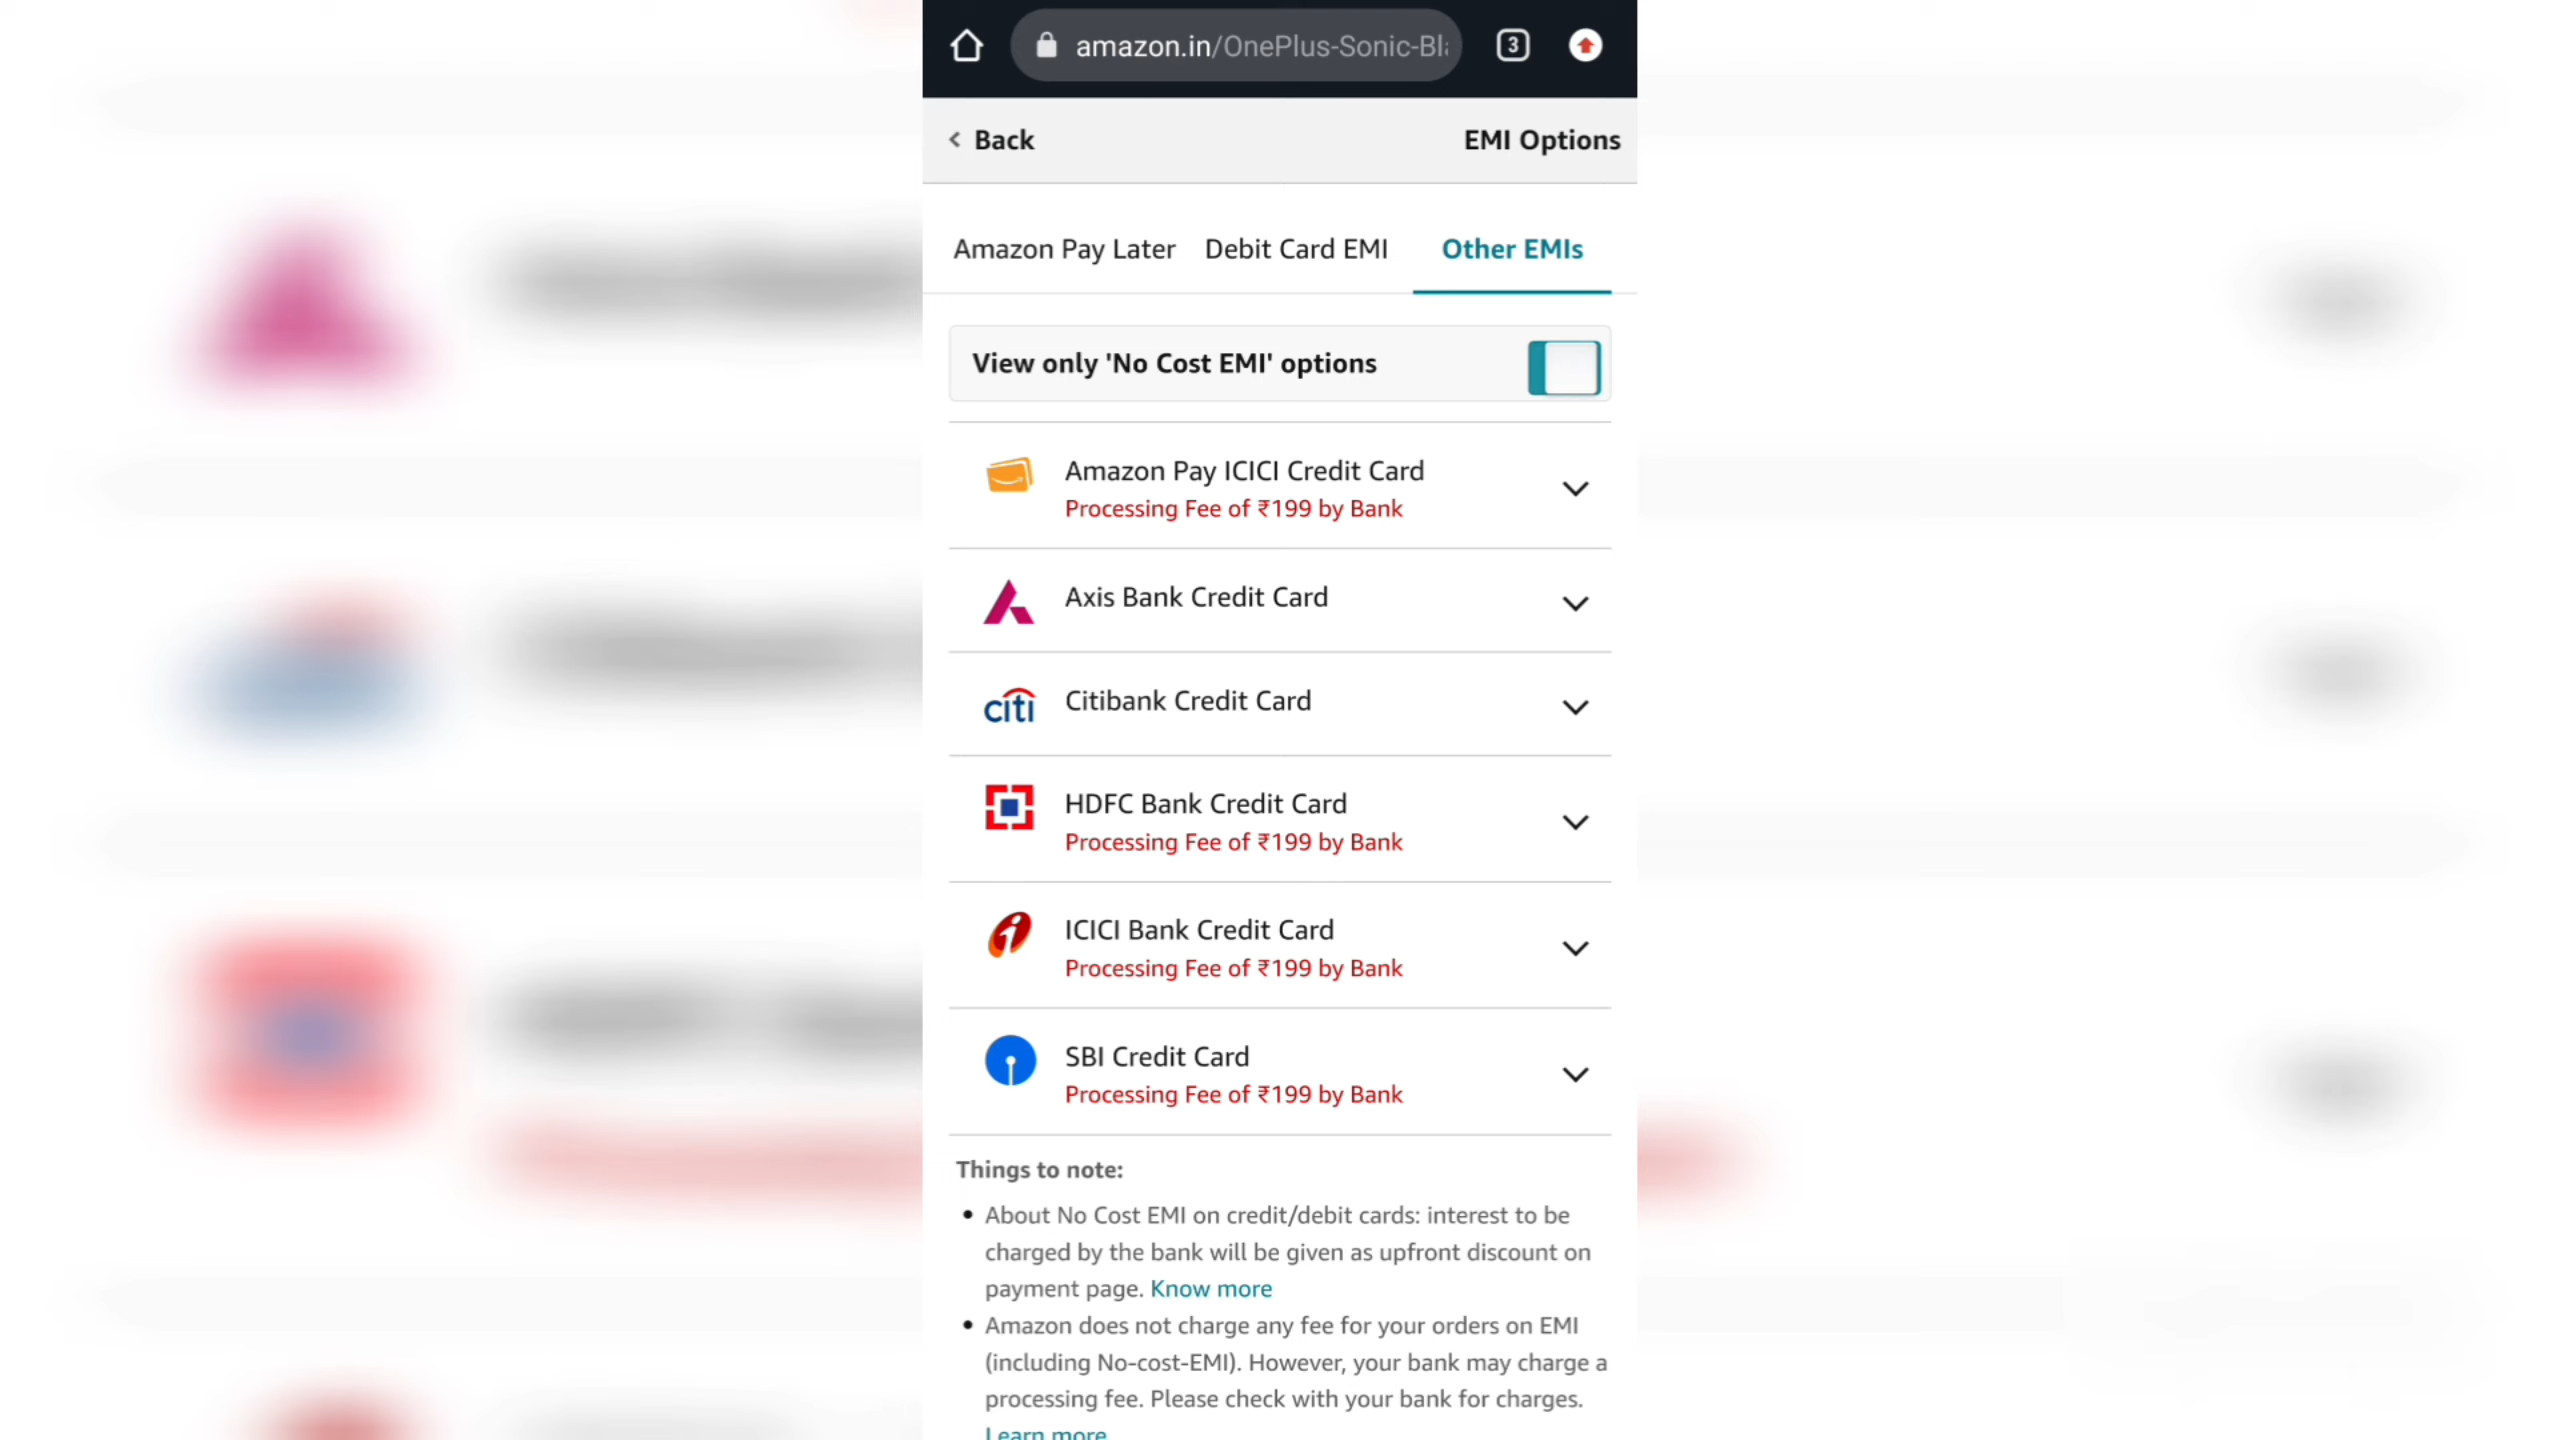 amazon.in/OnePlus-Sonic-Bl
3
Back
EMI Options
Amazon Pay Later
Debit Card EMI
Other EMIs
View only 'No Cost EMI' options
Amazon Pay ICICI Credit Card
Processing Fee of ₹199 by Bank
Axis Bank Credit Card
citi
Citibank Credit Card
HDFC Bank Credit Card
Processing Fee of ₹199 by Bank
ICICI Bank Credit Card
Processing Fee of ₹199 by Bank
SBI Credit Card
Processing Fee of ₹199 by Bank
Things to note:
• About No Cost EMI on credit/debit cards: interest to be
charged by the bank will be given as upfront discount on
payment page. Know more
• Amazon does not charge any fee for your orders on EMI
(including No-cost-EMI). However, your bank may charge a
processing fee. Please check with your bank for charges.
Learn more